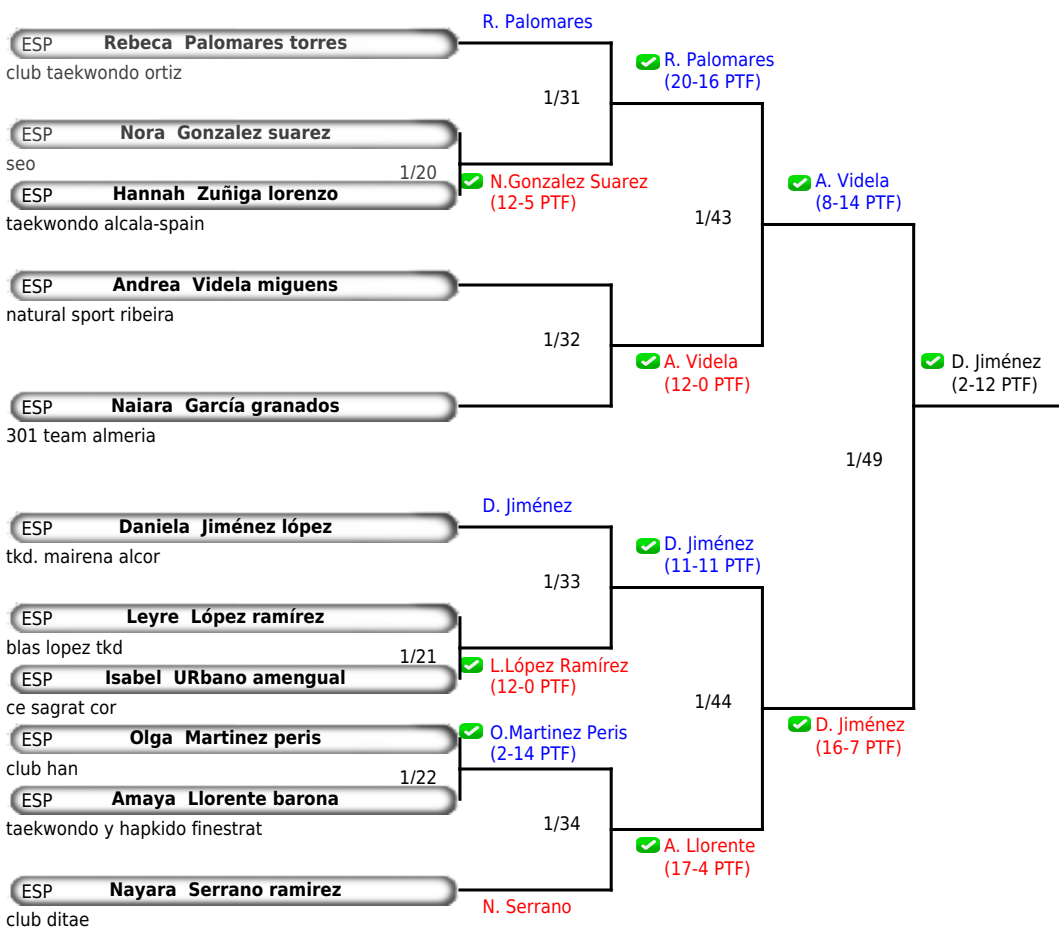 R. Palomares
ESP Rebeca Palomares torres
club taekwondo ortiz
R. Palomares
(20-16 PTF)
1/31
ESP Nora Gonzalez suarez
seo
1/20
ESP Hannah Zuñiga lorenzo
taekwondo alcala-spain
N.Gonzalez Suarez
(12-5 PTF)
A. Videla
(8-14 PTF)
1/43
ESP Andrea Videla miguens
natural sport ribeira
1/32
A. Videla
(12-0 PTF)
ESP Naiara García granados
301 team almeria
D. Jiménez
(2-12 PTF)
1/49
D. Jiménez
ESP Daniela Jiménez lópez
tkd. mairena alcor
D. Jiménez
(11-11 PTF)
1/33
ESP Leyre López ramírez
blas lopez tkd
1/21
ESP Isabel URbano amengual
ce sagrat cor
L.López Ramírez
(12-0 PTF)
1/44
D. Jiménez
(16-7 PTF)
ESP Olga Martinez peris
club han
O.Martinez Peris
(2-14 PTF)
1/22
ESP Amaya Llorente barona
taekwondo y hapkido finestrat
1/34
A. Llorente
(17-4 PTF)
ESP Nayara Serrano ramirez
club ditae
N. Serrano